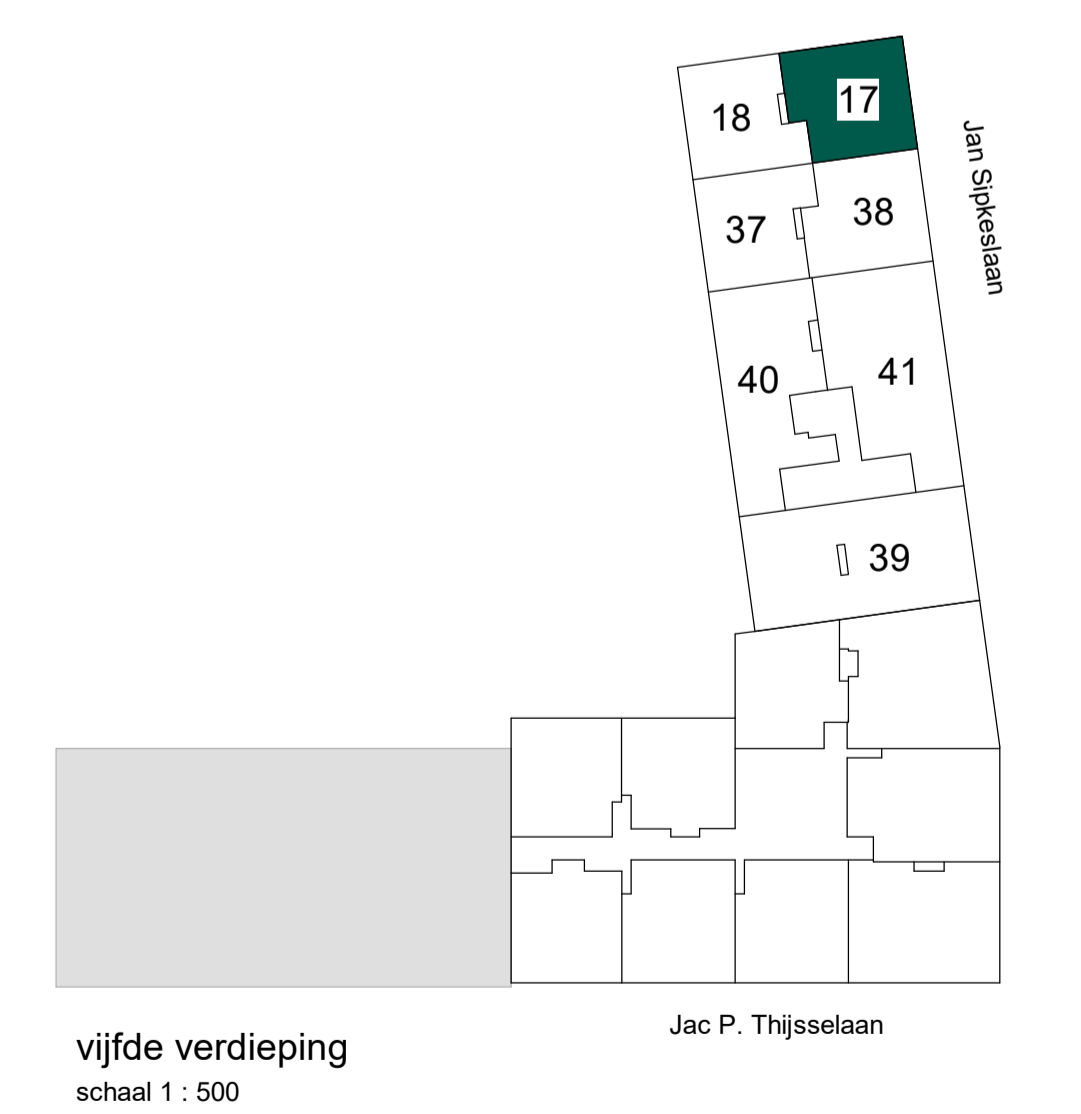 17
18
Jan Sipkeslaan
38
37
41
40
39
Jac P. Thijsselaan
vijfde verdieping
schaal 1 : 500